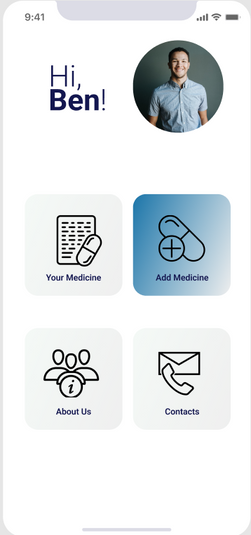 9:41
Hi,
Ben!
Your Medicine
Add Medicine
i
About Us
Contacts